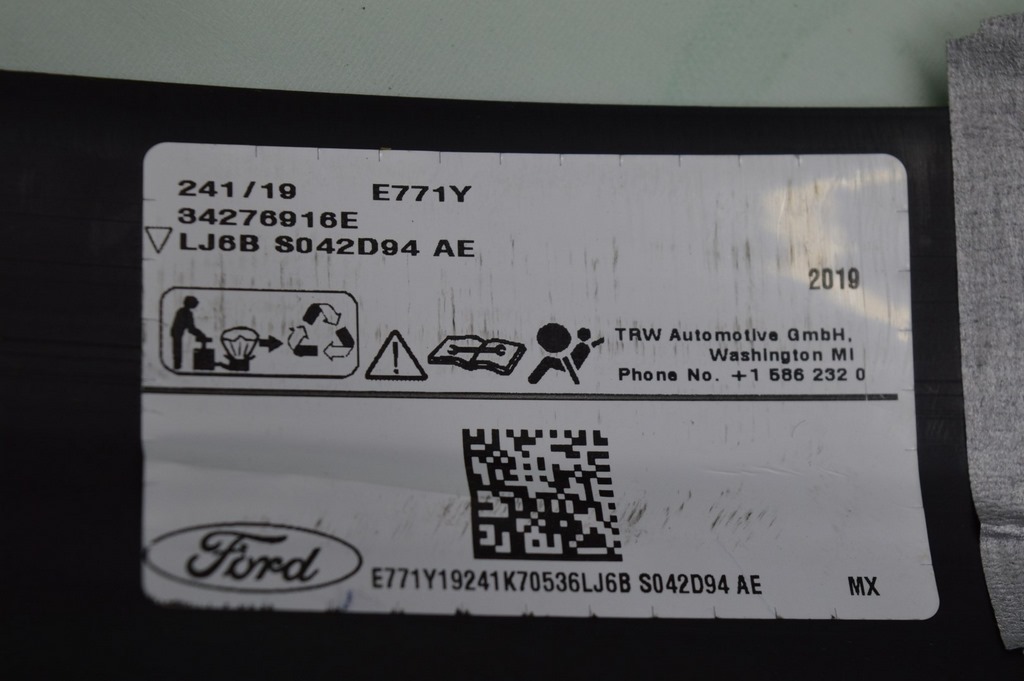 241/19 E771Y
34276916E
LJ6B S042D94 AE
2019
TRW Automotive GmbH,
Washington MI
Phone No. +1 586 232 0
Ford
E771Y19241K70536LJ6B S042D94 AE MX